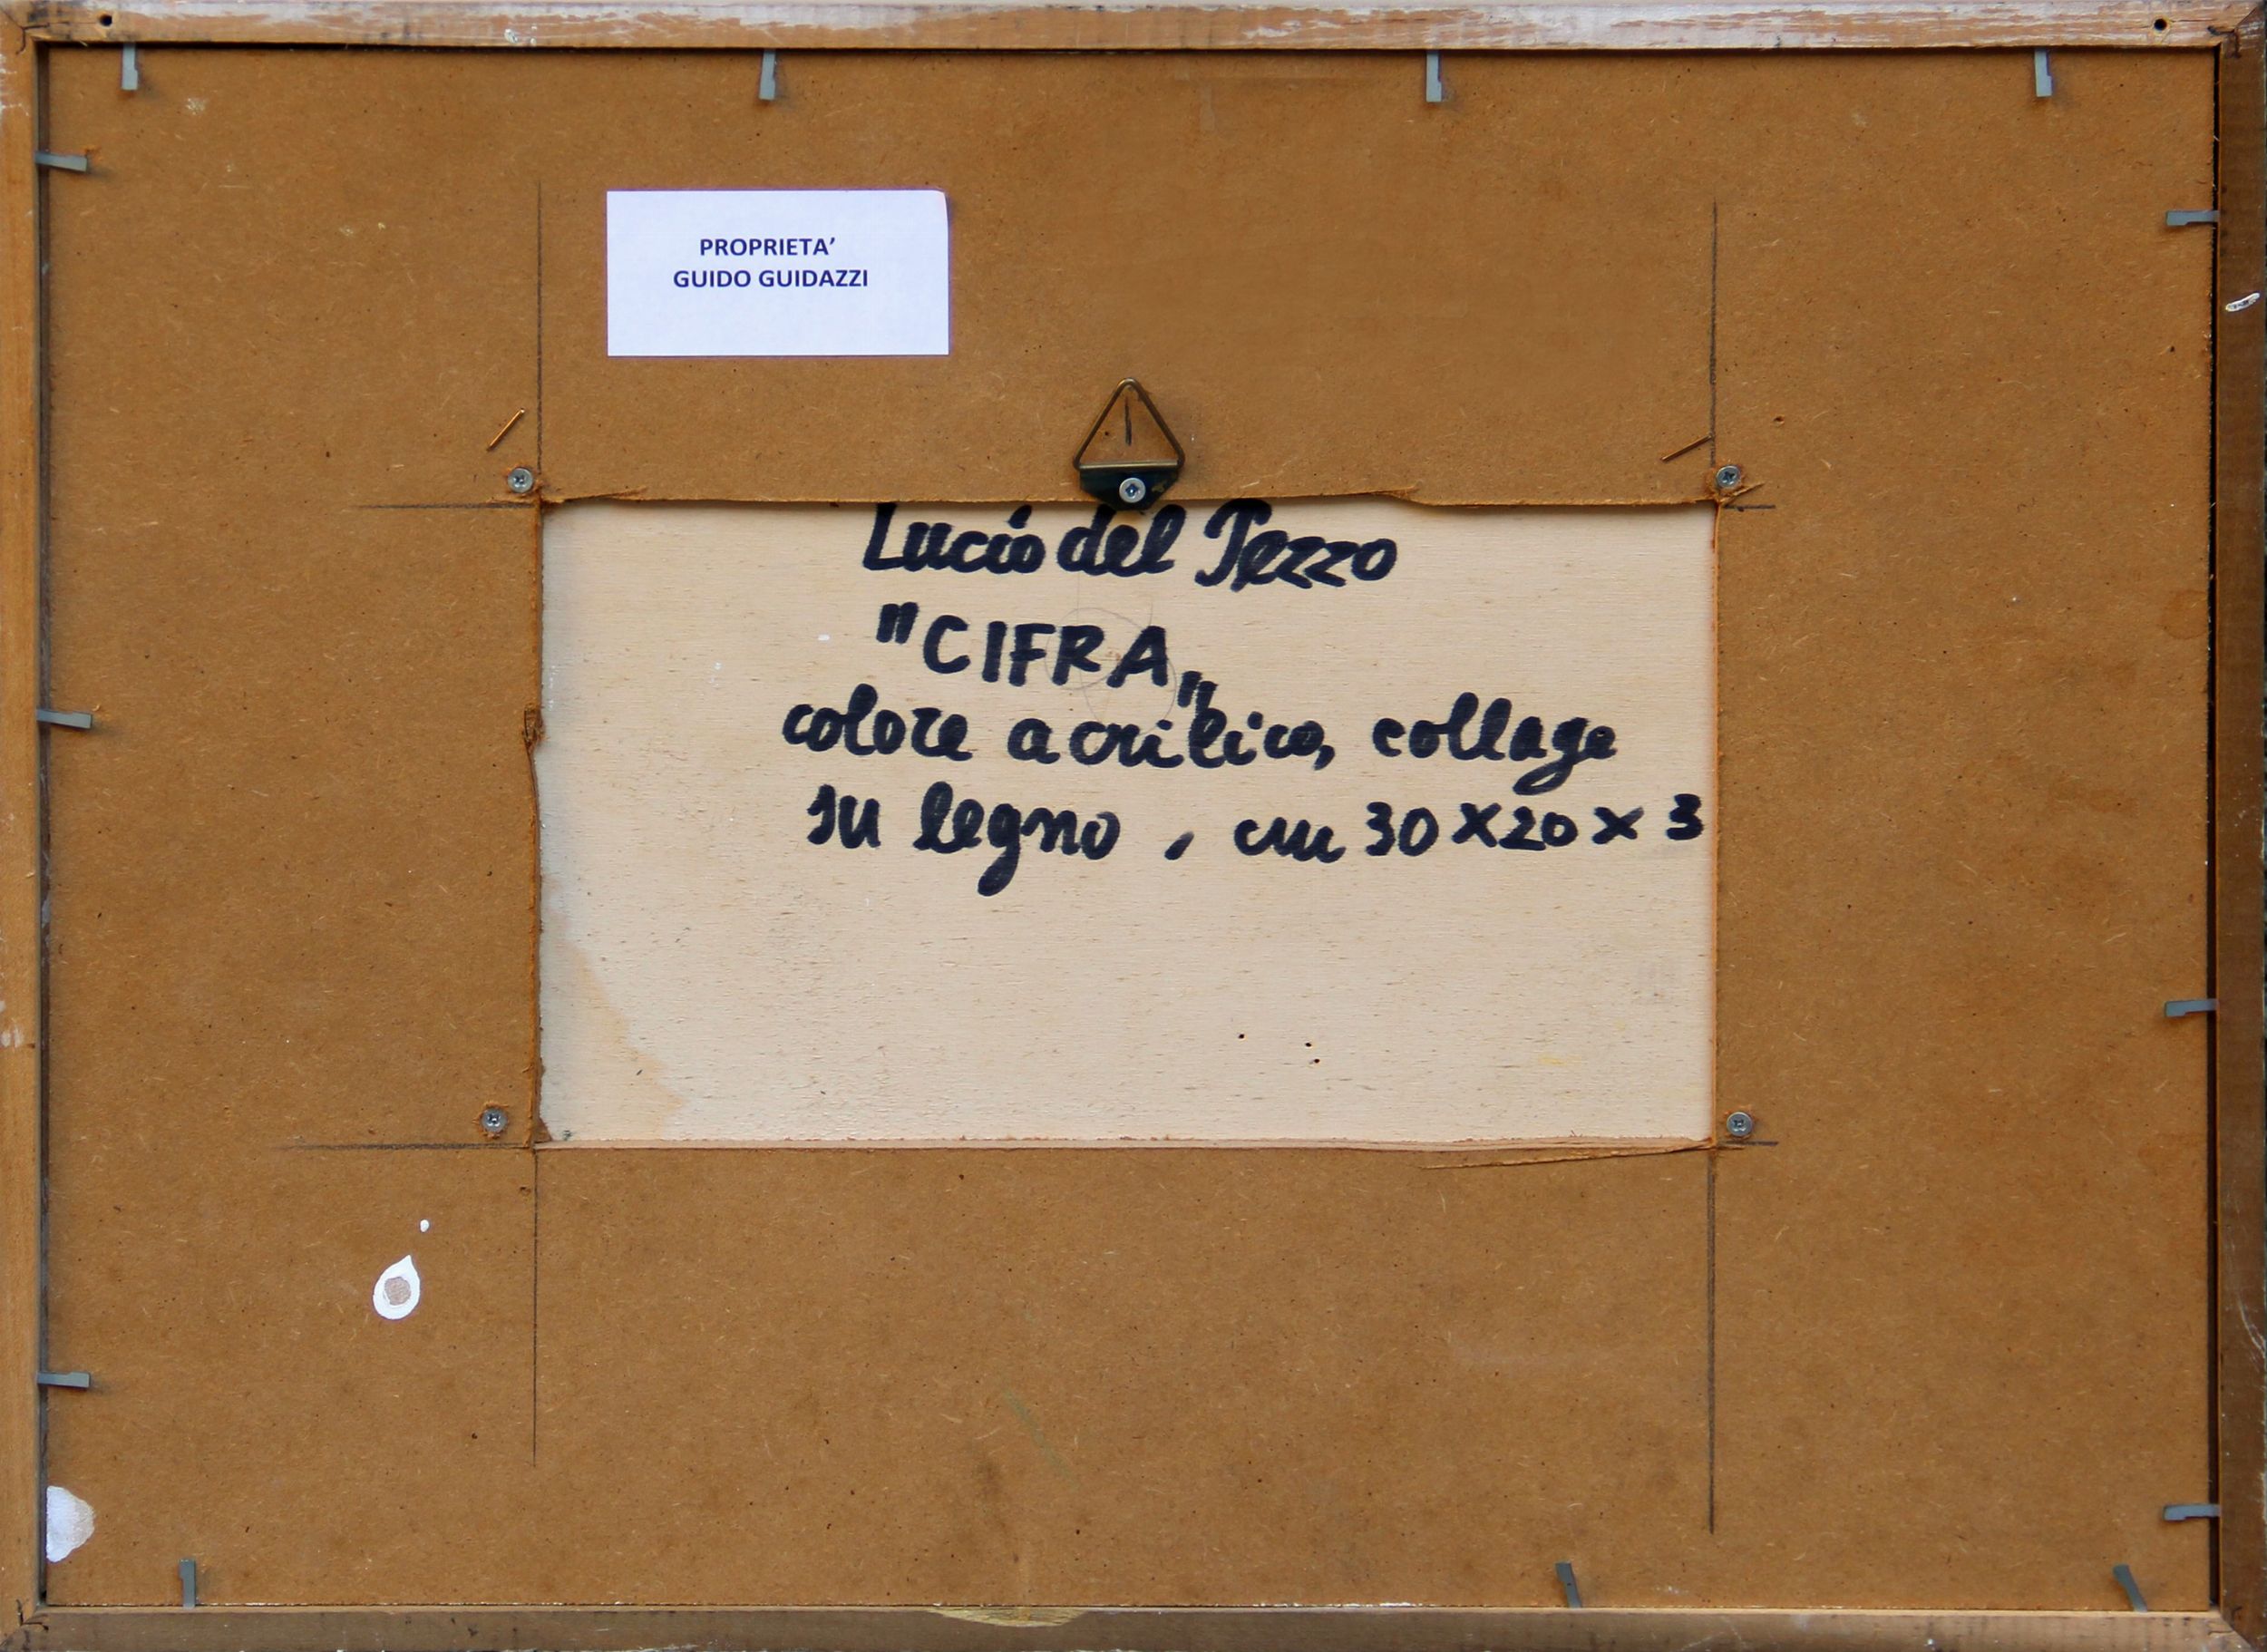 PROPRIETA’
GUIDO GUIDAZZI
Lucio del Pezzo
"CIFRA„
colore acrilico, collage
su legno, cm 30X20X3